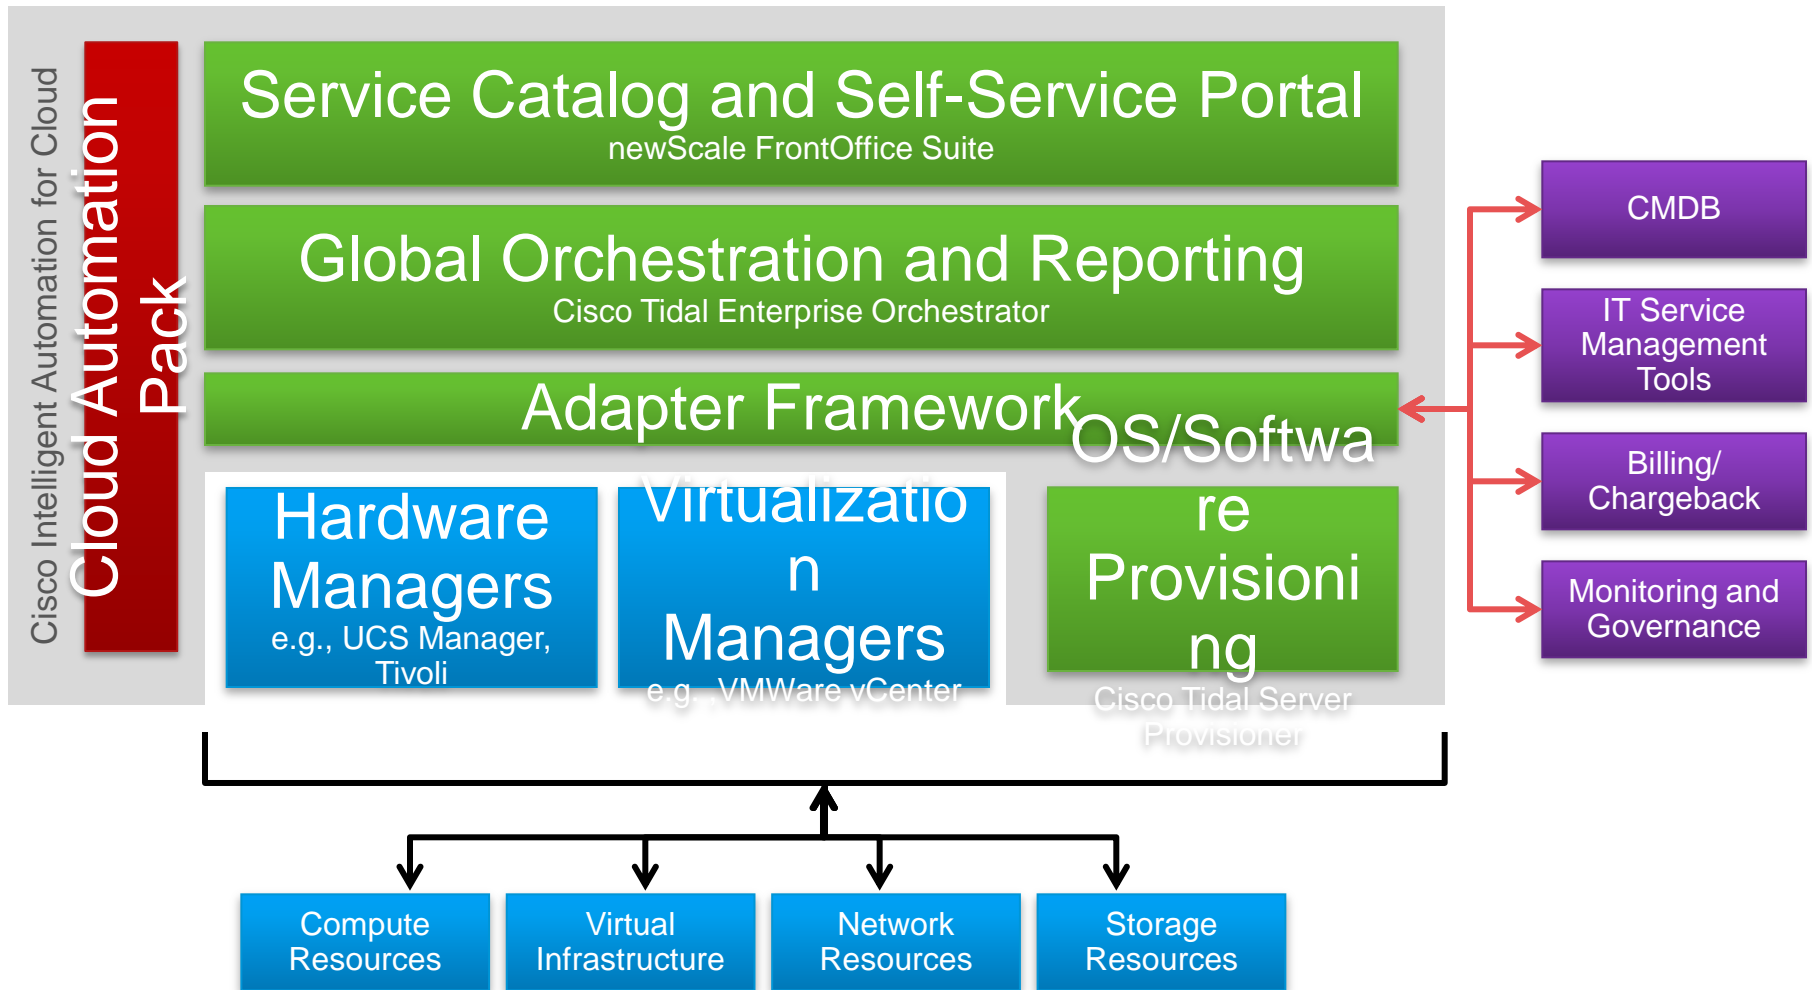 Cisco Intelligent Automation for Cloud
Cloud Automation
Pack
Service Catalog and Self-Service Portal
newScale FrontOffice Suite
Global Orchestration and Reporting
Cisco Tidal Enterprise Orchestrator
Adapter Framework
Hardware
Managers
e.g., UCS Manager,
Tivoli
Virtualizatio
n
Managers
e.g. ,VMWare vCenter
OS/Softwa
re
Provisioni
ng
Cisco Tidal Server
Provisioner
CMDB
IT Service
Management
Tools
Billing/
Chargeback
Monitoring and
Governance
Compute
Resources
Virtual
Infrastructure
Network
Resources
Storage
Resources